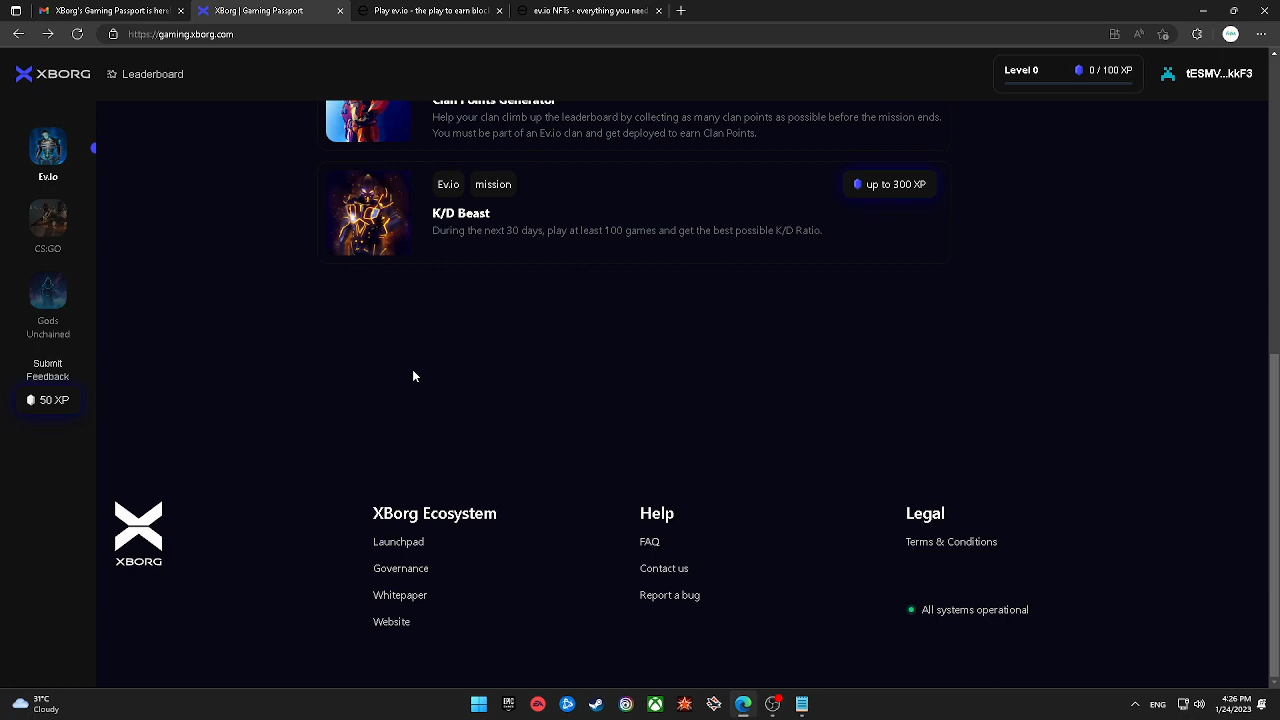 XBorg's Gaming Passport is here!
XBorg | Gaming Passport
Play ev.io - the play to earn bloc
ev.io NFTs - everything you need
https://gaming.xborg.com
XBORG
Leaderboard
Level 0
0 / 100 XP
tESMV...kkF3
Ev.Io
CS:GO
Gods
Unchained
Submit
Feedback
50 XP
Clan Points Generator
Help your clan climb up the leaderboard by collecting as many clan points as possible before the mission ends.
You must be part of an Ev.io clan and get deployed to earn Clan Points.
Ev.io
mission
up to 300 XP
K/D Beast
During the next 30 days, play at least 100 games and get the best possible K/D Ratio.
XBORG
XBorg Ecosystem
Launchpad
Governance
Whitepaper
Website
Help
FAQ
Contact us
Report a bug
Legal
Terms & Conditions
All systems operational
31°C
Cloudy
ENG
4:26 PM
1/24/2023